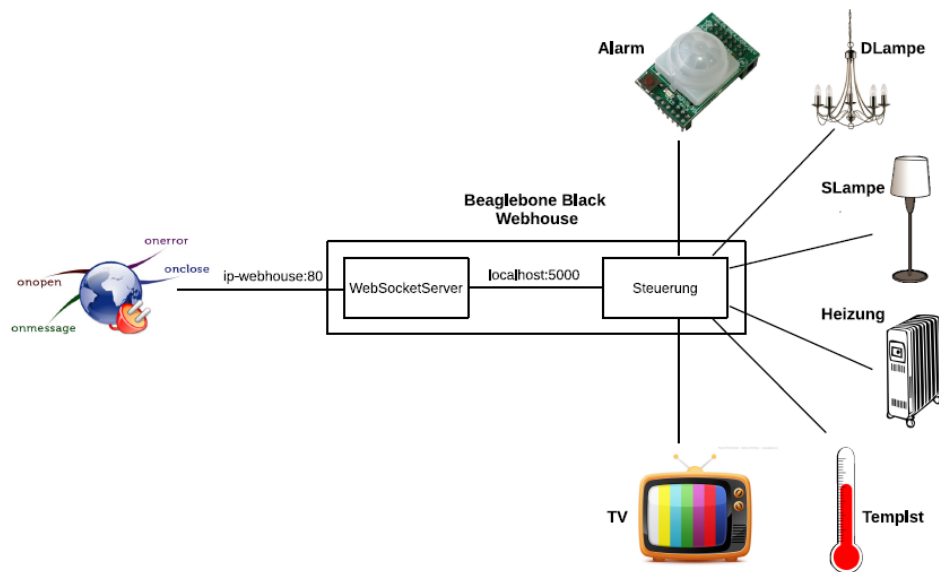 Alarm
DLampe
Beaglebone Black
Webhouse
SLampe
onerror
onopen
onclose
onmessage
ip-webhouse:80
WebSocketServer
localhost:5000
Steuerung
Heizung
TV
TempIst